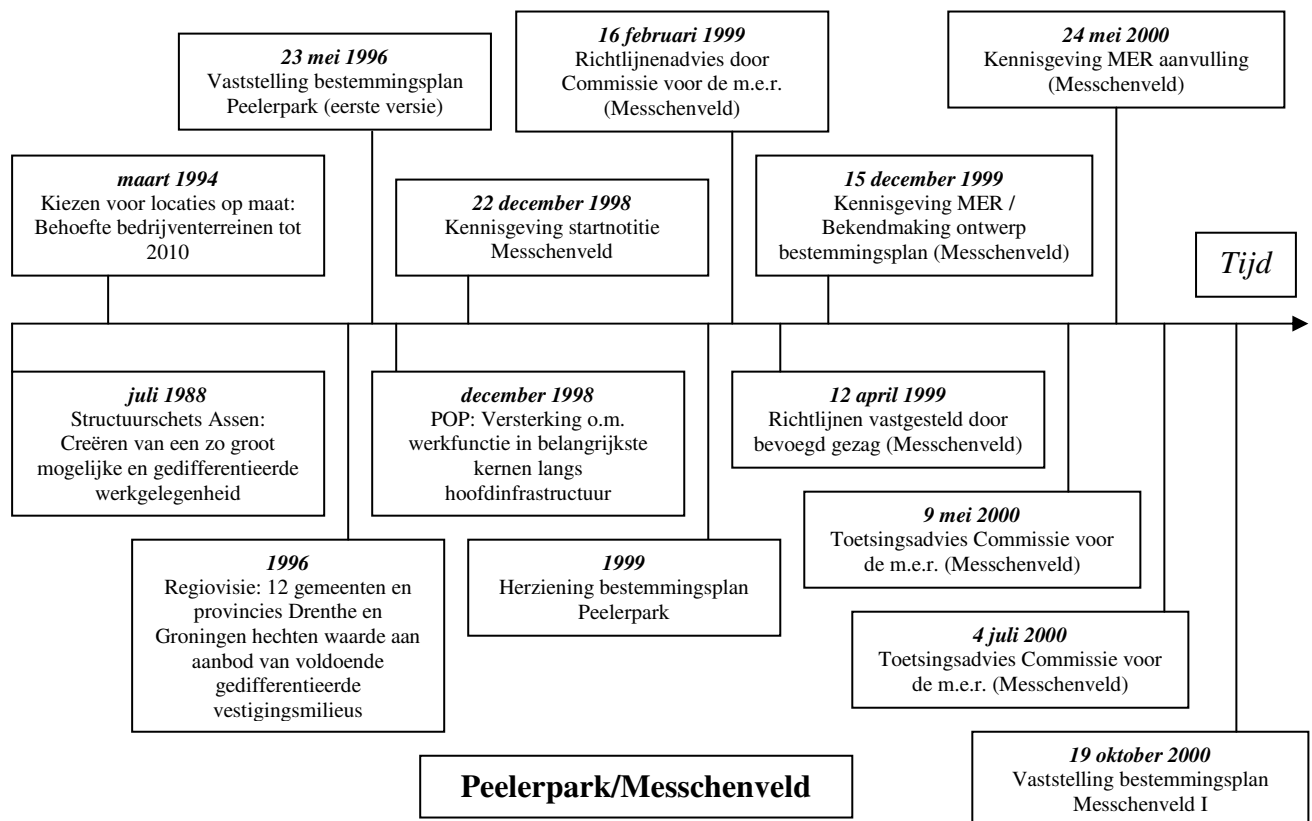 23 mei 1996
Vaststelling bestemmingsplan
Peelerpark (eerste versie)
16 februari 1999
Richtlijnenadvies door
Commissie voor de m.e.r.
(Messchenveld)
24 mei 2000
Kennisgeving MER aanvulling
(Messchenveld)
maart 1994
Kiezen voor locaties op maat:
Behoefte bedrijventerreinen tot
2010
22 december 1998
Kennisgeving startnotitie
Messchenveld
15 december 1999
Kennisgeving MER /
Bekendmaking ontwerp
bestemmingsplan (Messchenveld)
Tijd
juli 1988
Structuurschets Assen:
Creëren van een zo groot
mogelijke en gedifferentieerde
werkgelegenheid
december 1998
POP: Versterking o.m.
werkfunctie in belangrijkste
kernen langs
hoofdinfrastructuur
12 april 1999
Richtlijnen vastgesteld door
bevoegd gezag (Messchenveld)
9 mei 2000
Toetsingsadvies Commissie voor
de m.e.r. (Messchenveld)
1996
Regiovisie: 12 gemeenten en
provincies Drenthe en
Groningen hechten waarde aan
aanbod van voldoende
gedifferentieerde
vestigingsmilieus
1999
Herziening bestemmingsplan
Peelerpark
4 juli 2000
Toetsingsadvies Commissie voor
de m.e.r. (Messchenveld)
19 oktober 2000
Vaststelling bestemmingsplan
Messchenveld I
Peelerpark/Messchenveld